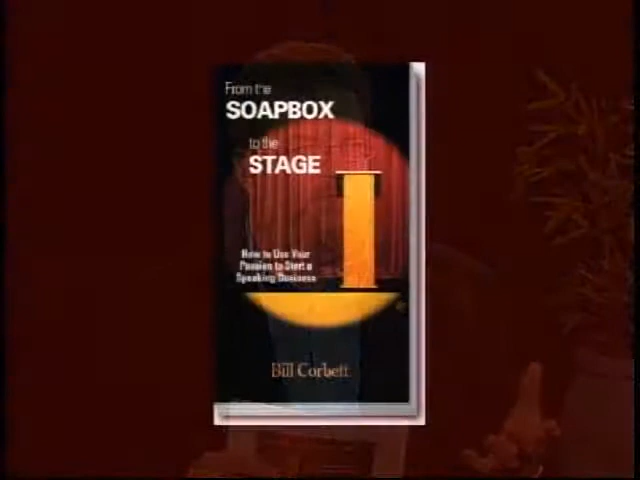 From the
SOAPBOX
to the
STAGE
How to Use Your
Passion to Start a
Speaking Business
Bill Corbett